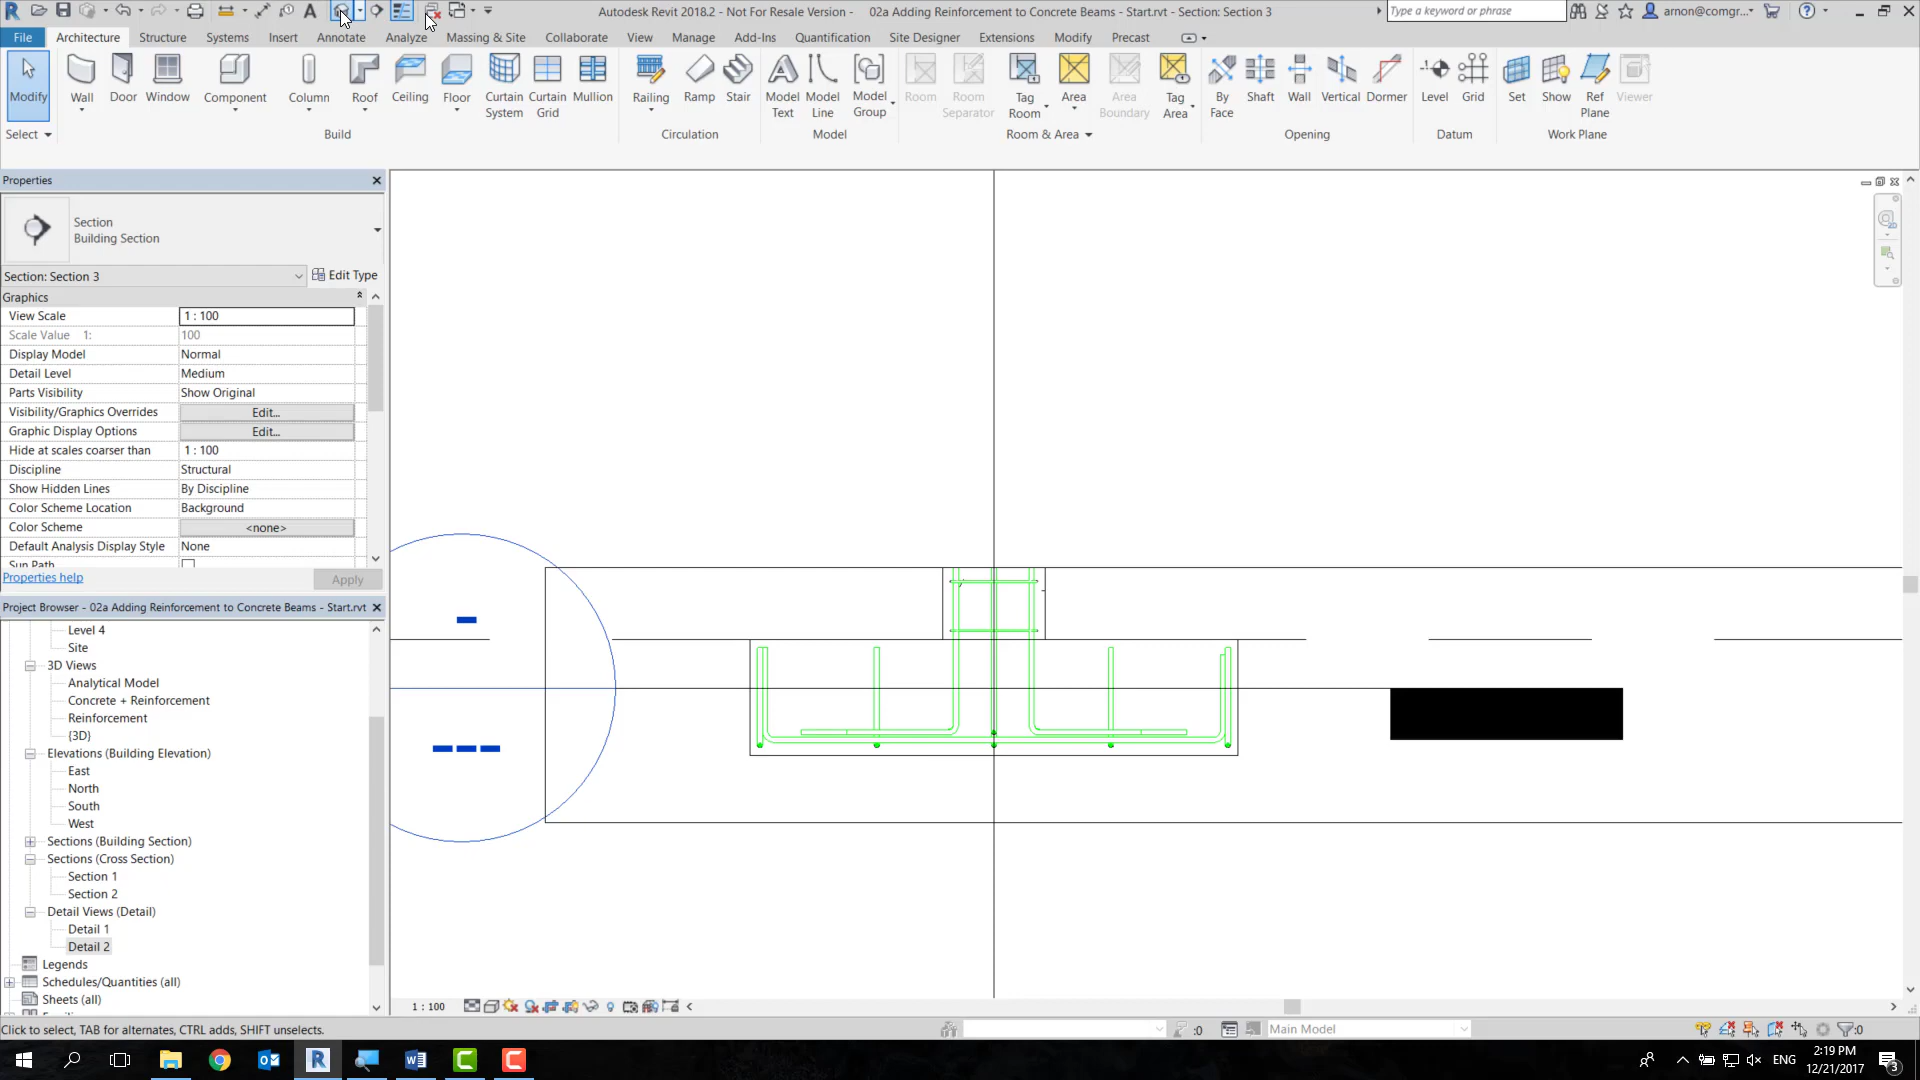 Autodesk Revit 2018.2 - Not For Resale Version - 02a Adding Reinforcement to Concrete Beams - Start.rvt - Section: Section 3
Type a keyword or phrase
arnon@comgr...
File Architecture Structure Systems Insert Annotate Analyze Massing & Site Collaborate View Manage Add-Ins Quantification Site Designer Extensions Modify Precast
Modify Wall Door Window Component Column Roof Ceiling Floor Curtain System Curtain Grid Mullion Railing Ramp Stair Model Text Model Line Model Group Room Room Separator Tag Room Area Area Boundary Tag Area By Face Shaft Wall Vertical Dormer Level Grid Set Show Ref Plane Viewer
Select Build Circulation Model Room & Area Opening Datum Work Plane
Properties
Section
Building Section
Section: Section 3 Edit Type
Graphics
View Scale 1 : 100
Scale Value 1: 100
Display Model Normal
Detail Level Medium
Parts Visibility Show Original
Visibility/Graphics Overrides Edit...
Graphic Display Options Edit...
Hide at scales coarser than 1 : 100
Discipline Structural
Show Hidden Lines By Discipline
Color Scheme Location Background
Color Scheme <none>
Default Analysis Display Style None
Sun Path
Properties help Apply
Project Browser - 02a Adding Reinforcement to Concrete Beams - Start.rvt
Level 4
Site
3D Views
Analytical Model
Concrete + Reinforcement
Reinforcement
{3D}
Elevations (Building Elevation)
East
North
South
West
Sections (Building Section)
Sections (Cross Section)
Section 1
Section 2
Detail Views (Detail)
Detail 1
Detail 2
Legends
Schedules/Quantities (all)
Sheets (all)
1 : 100
Click to select, TAB for alternates, CTRL adds, SHIFT unselects.
:0
Main Model
:0
ENG
2:19 PM
12/21/2017
3